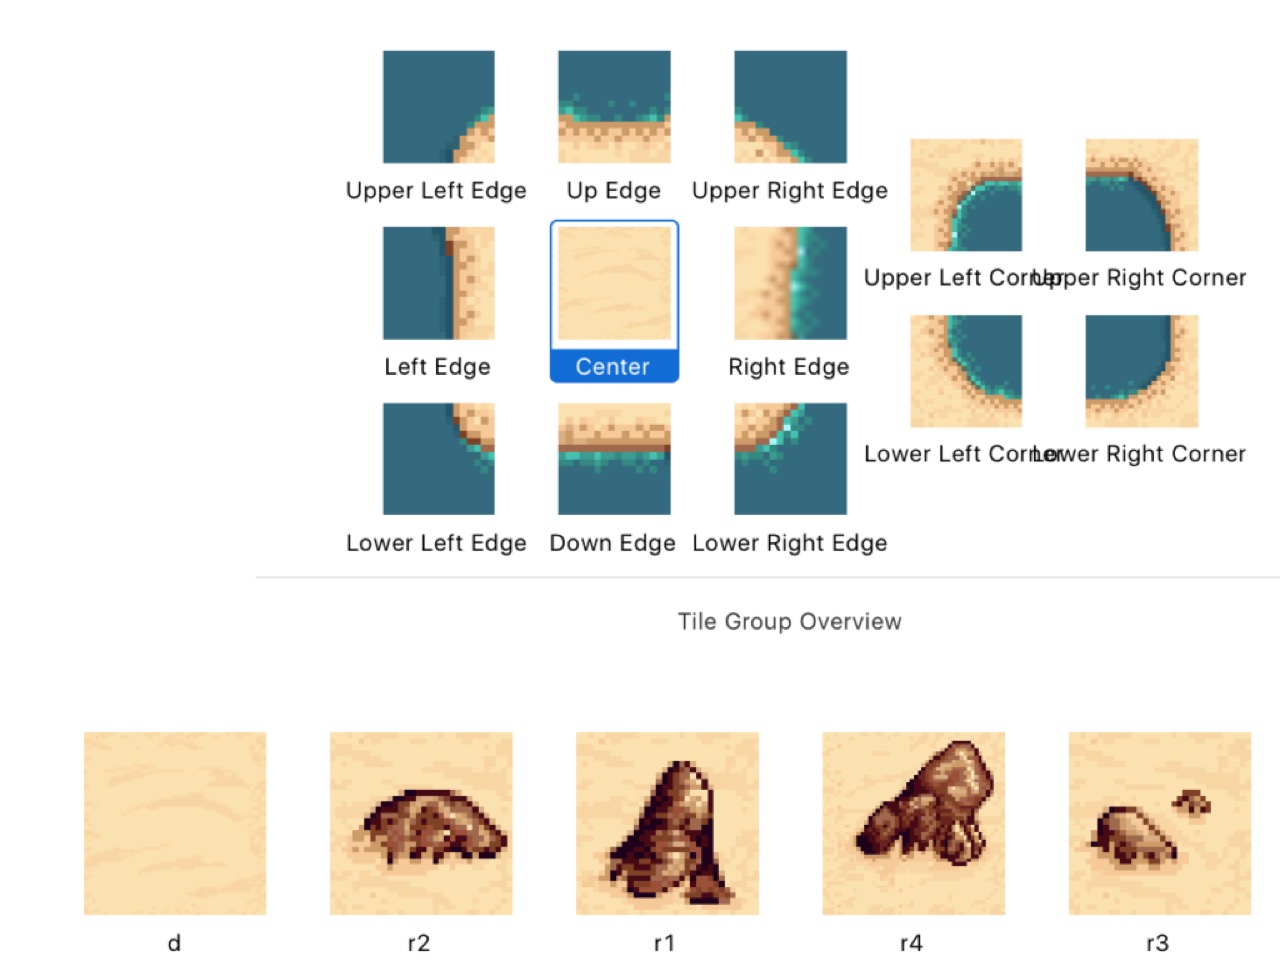 Upper Left Edge
Up Edge
Upper Right Edge
Upper Left Corner
Upper Right Corner
Left Edge
Center
Right Edge
Lower Left Corner
Lower Right Corner
Lower Left Edge
Down Edge
Lower Right Edge
Tile Group Overview
d
r2
r1
r4
r3